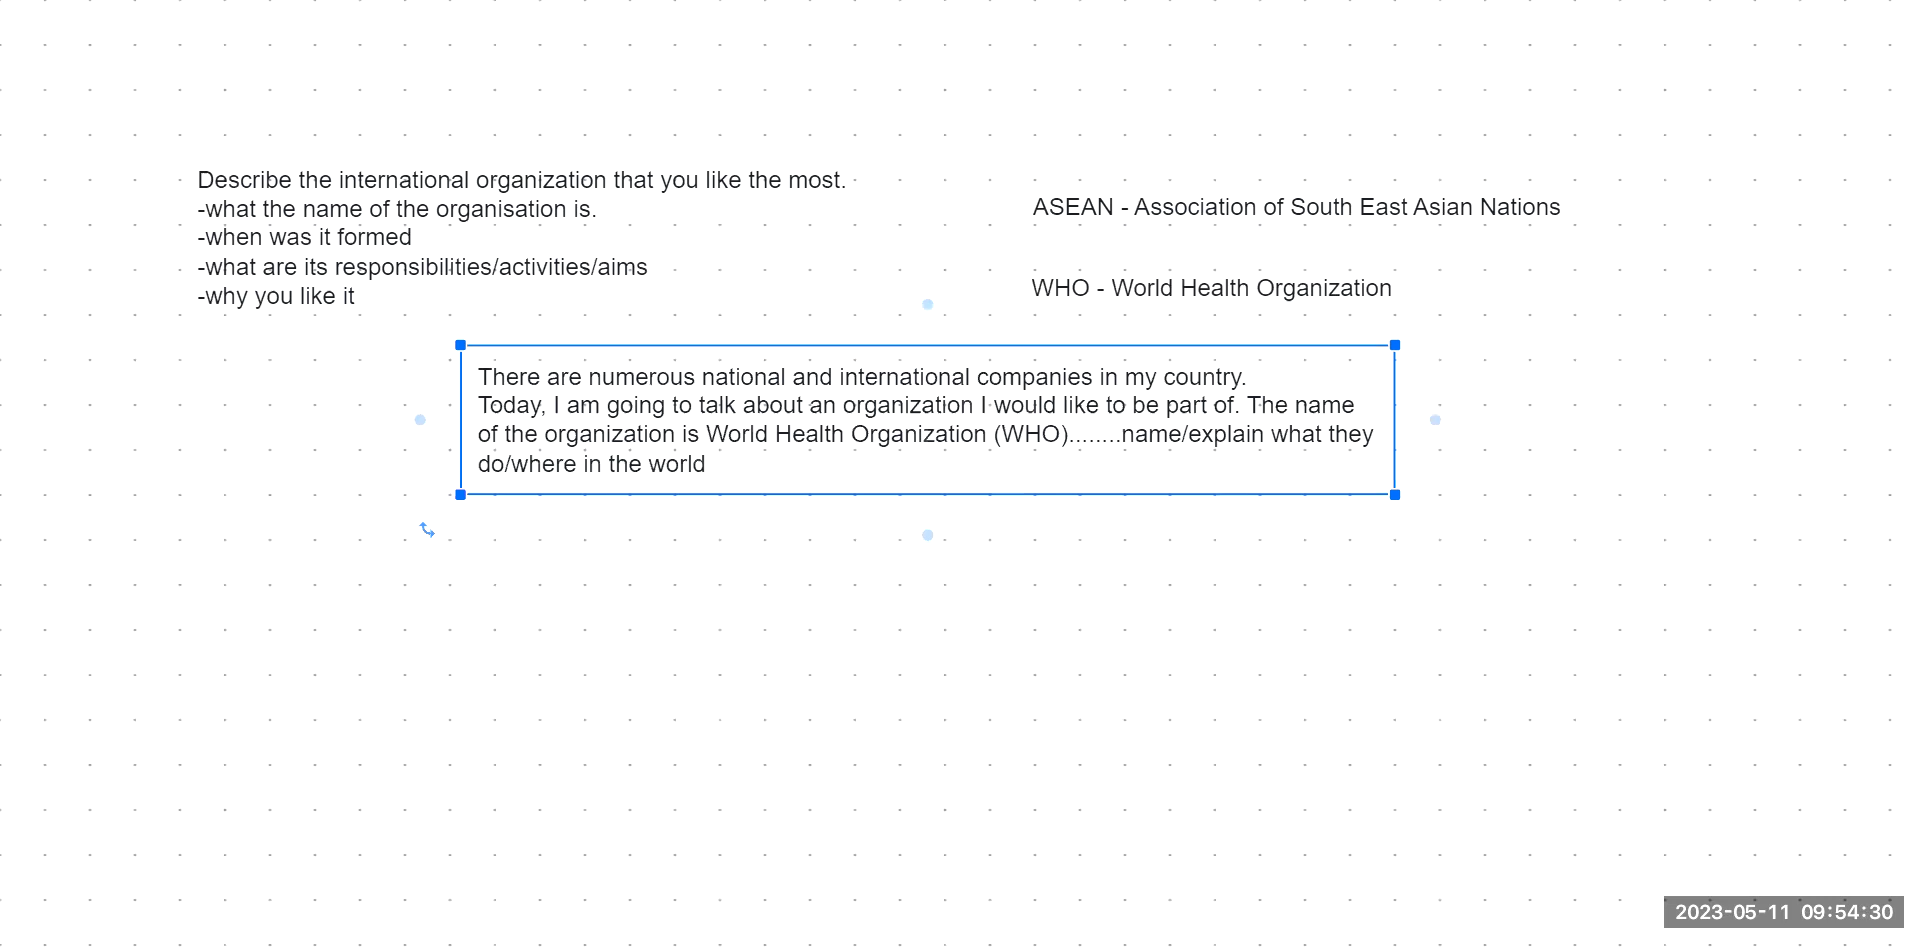 Describe the international organization that you like the most.
-what the name of the organisation is.
-when was it formed
-what are its responsibilities/activities/aims
-why you like it
ASEAN - Association of South East Asian Nations
WHO - World Health Organization
There are numerous national and international companies in my country.
Today, I am going to talk about an organization I would like to be part of. The name
of the organization is World Health Organization (WHO)........name/explain what they
do/where in the world
2023-05-11 09:54:30